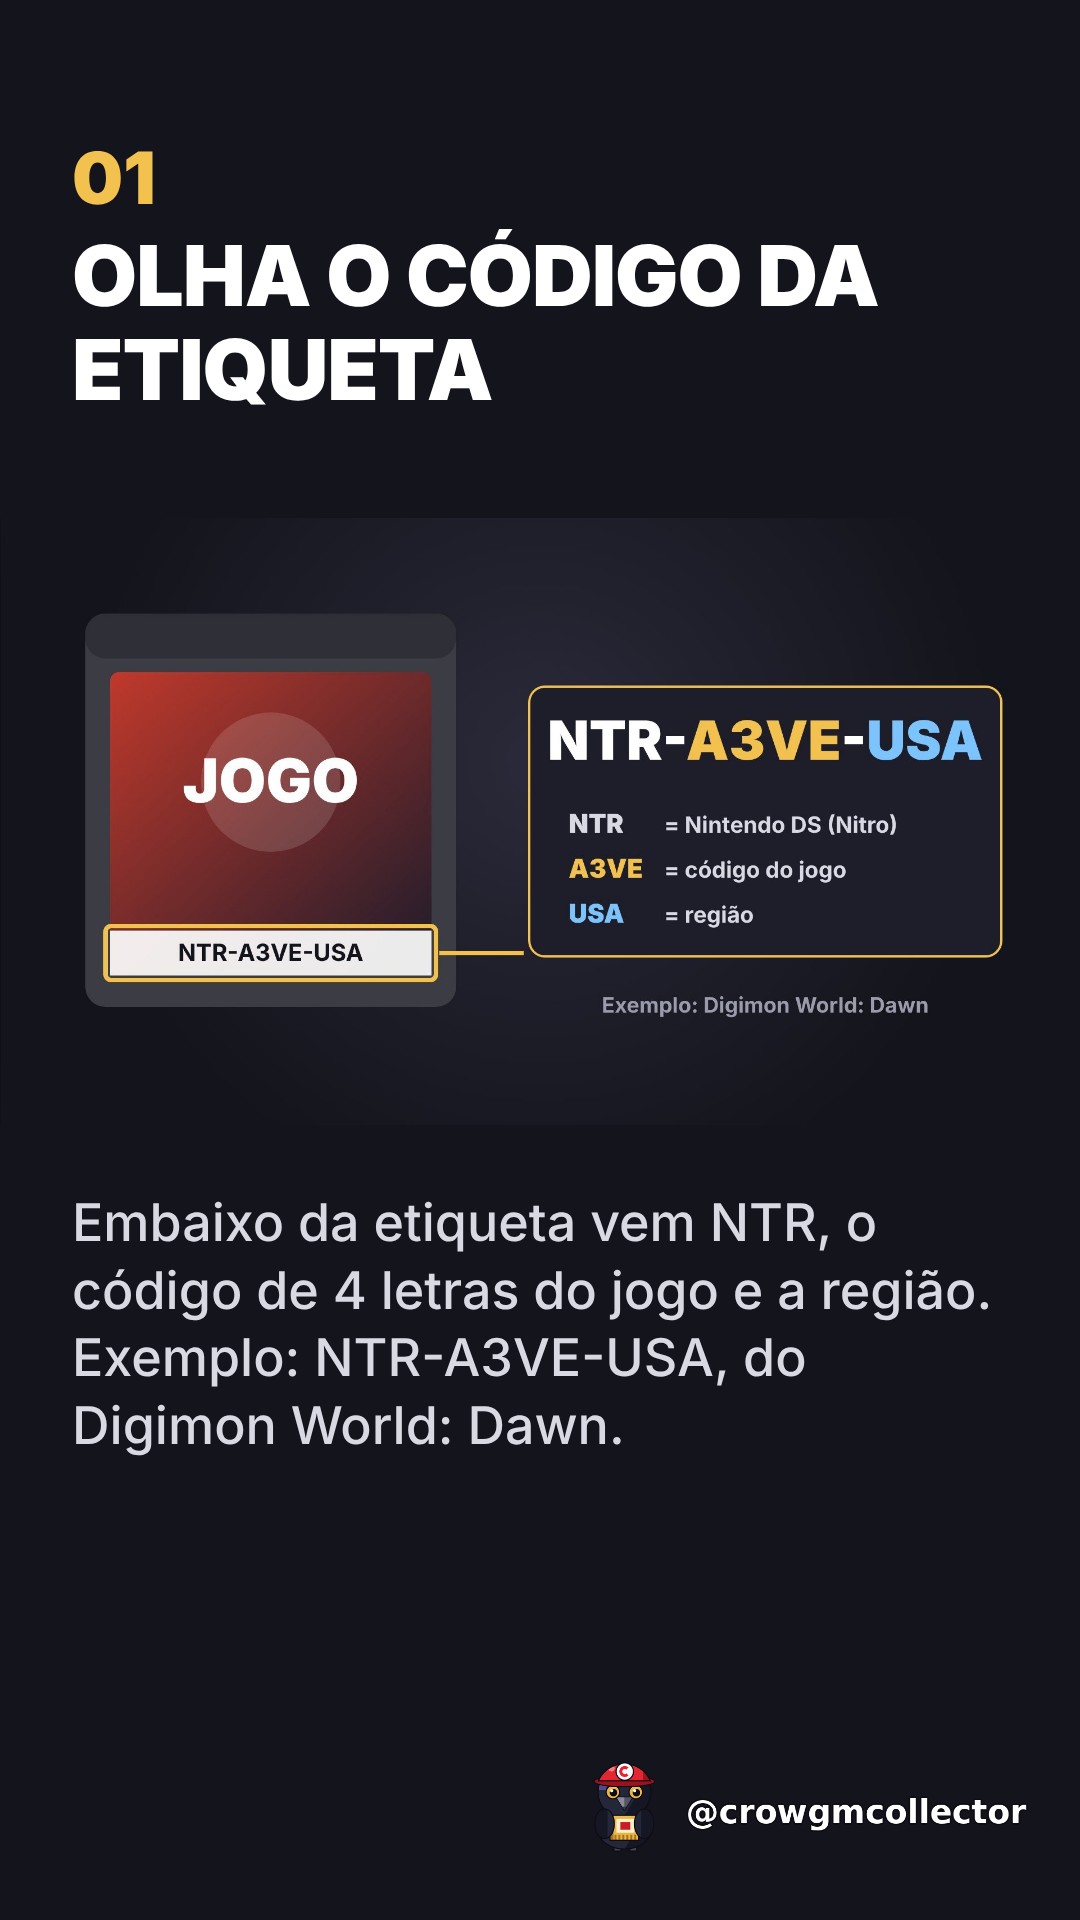 01
OLHA O CÓDIGO DA
ETIQUETA
JOGO
NTR-A3VE-USA
NTR-A3VE-USA
NTR = Nintendo DS (Nitro)
A3VE = código do jogo
USA = região
Exemplo: Digimon World: Dawn
Embaixo da etiqueta vem NTR, o
código de 4 letras do jogo e a região.
Exemplo: NTR-A3VE-USA, do
Digimon World: Dawn.
C
@crowgmcollector